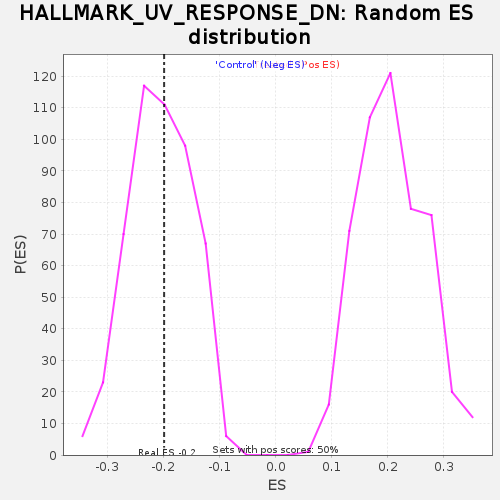 HALLMARK_UV_RESPONSE_DN: Random ES
distribution
'Control' (Neg ES)
Pos ES)
120
110
100
90
80
70
60
50
40
30
20
10
0
P(ES)
Real ES -0.2
Sets with pos scores: 50%
-0.3 -0.2 -0.1 0.0 0.1 0.2 0.3
ES